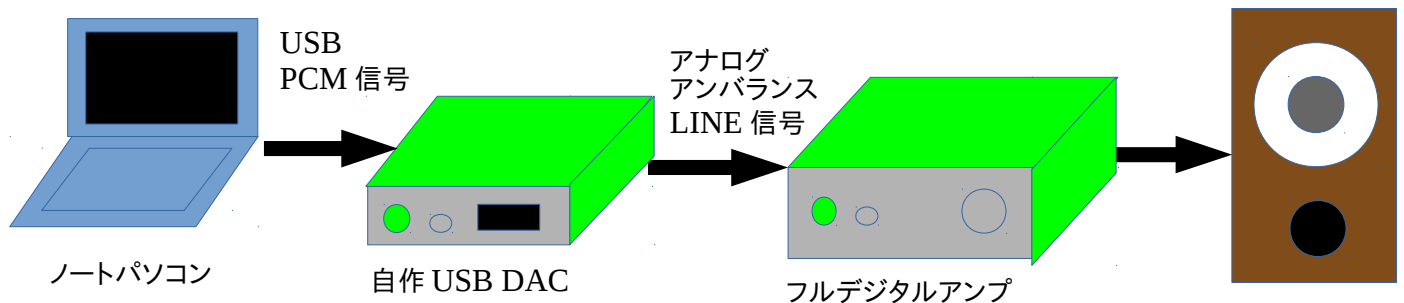 USB
PCM 信号
アナログ
アンバランス
LINE 信号
ノートパソコン
自作 USB DAC
フルデジタルアンプ